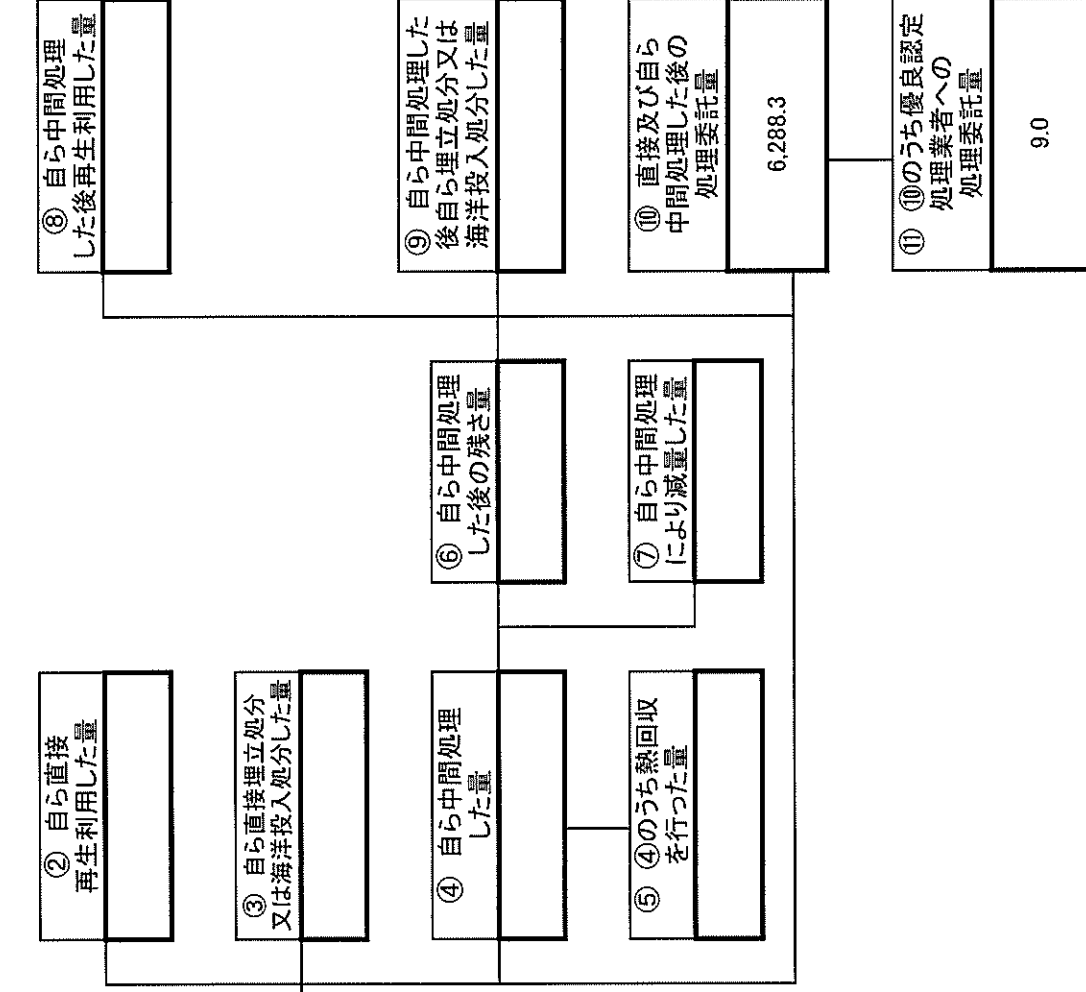 ② 自ら直接
再生利用した量
③ 自ら直接埋立処分
又は海洋投入処分した量
④ 自ら中間処理
した量
⑤ ④のうち熱回収
を行った量
⑥ 自ら中間処理
した後の残さ量
⑦ 自ら中間処理
により減量した量
⑧ 自ら中間処理
した後再生利用した量
⑨ 自ら中間処理した
後自ら埋立処分又は
海洋投入処分した量
⑩ 直接及び自ら
中間処理した後の
処理委託量
6,288.3
⑪ ⑩のうち優良認定
処理業者への
処理委託量
9.0